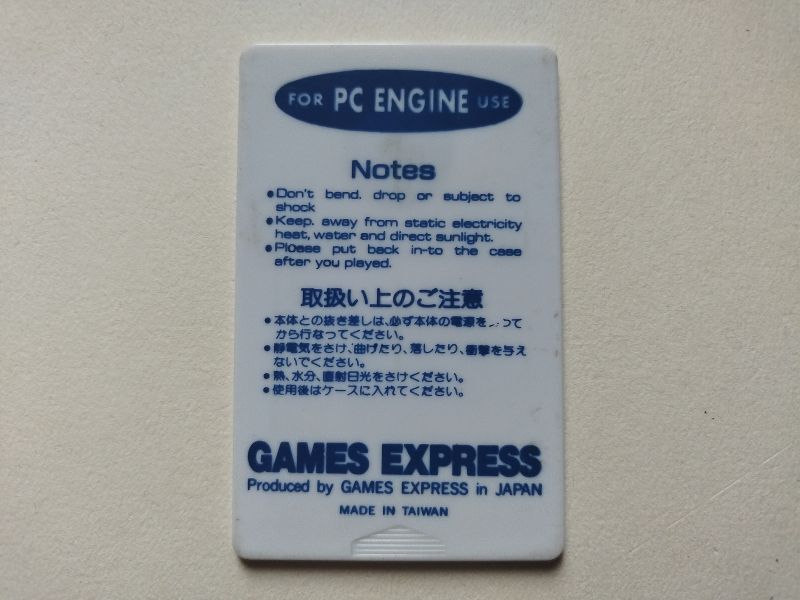 FOR PC ENGINE USE
Notes
●Don't bend. drop or subject to
shock
●Keep. away from static electricity
heat, water and direct sunlight.
●Please put back in-to the case
after you played.
取扱い上のご注意
●本体との抜き差しは、必ず本体の電源を って
から行なってください。
●静電気をさけ、曲げたり、落したり、衝撃を与え
ないでください。
●熱、水分、直射日光をさけください。
●使用後はケースに入れてください。
GAMES EXPRESS
Produced by GAMES EXPRESS in JAPAN
MADE IN TAIWAN